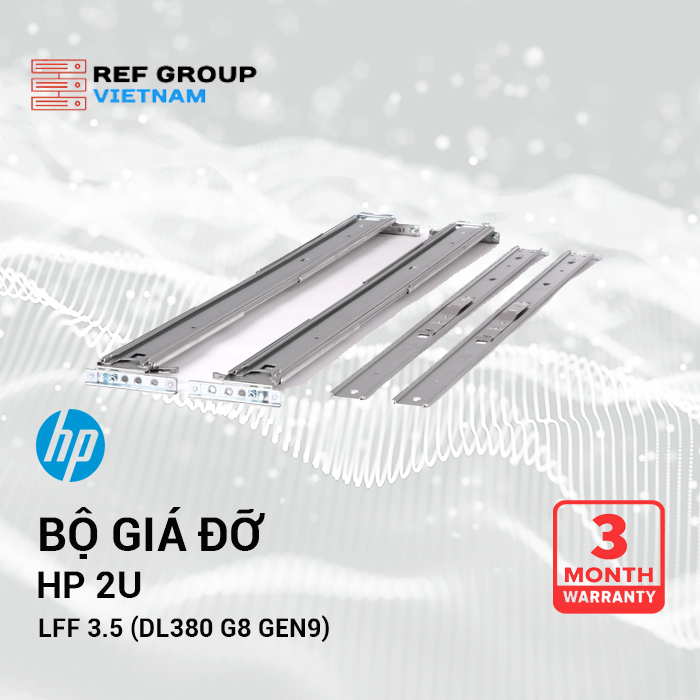 REF GROUP
VIETNAM
hp
BỘ GIÁ ĐỠ
HP 2U
LFF 3.5 (DL380 G8 GEN9)
3
MONTH
WARRANTY